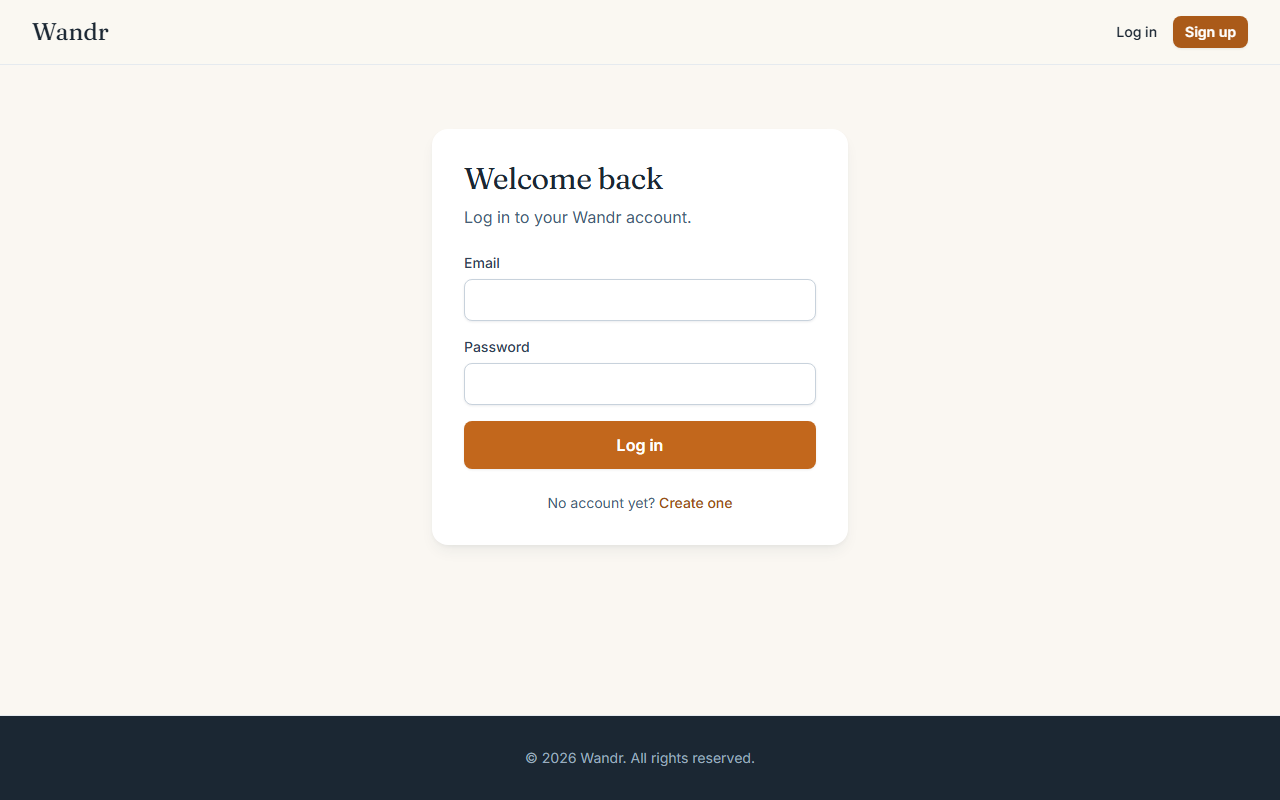 Wandr
Log in
Sign up
Welcome back
Log in to your Wandr account.
Email
Password
Log in
No account yet? Create one
© 2026 Wandr. All rights reserved.